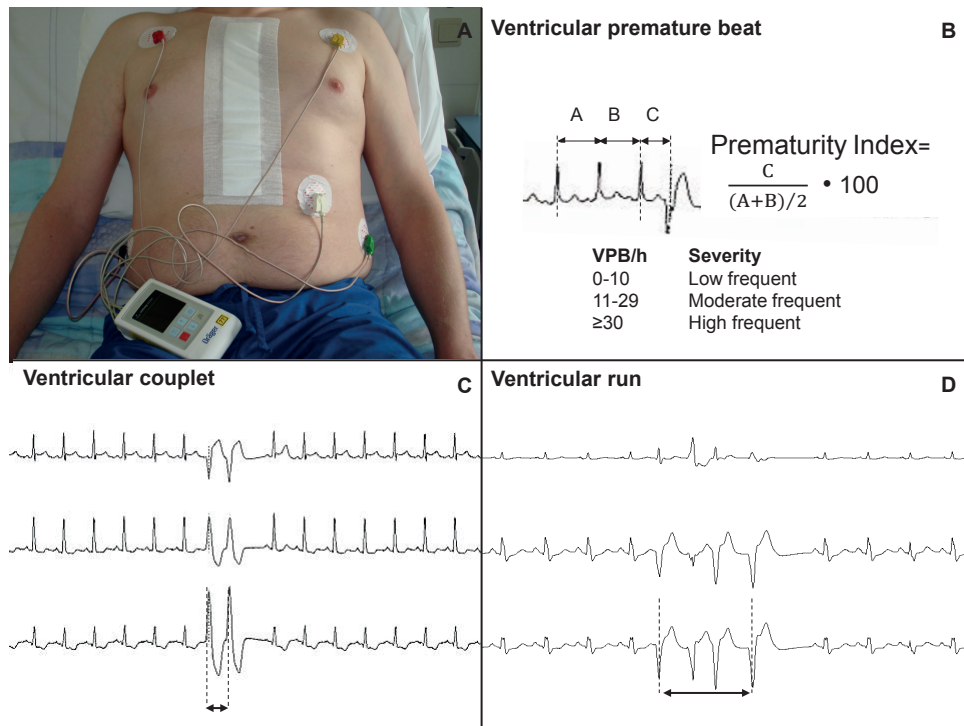 A
Dräger
Ventricular premature beat
B
A B C
Prematurity Index=
C
(A+B)/2 • 100
VPB/h Severity
0-10 Low frequent
11-29 Moderate frequent
≥30 High frequent
Ventricular couplet
C
Ventricular run
D